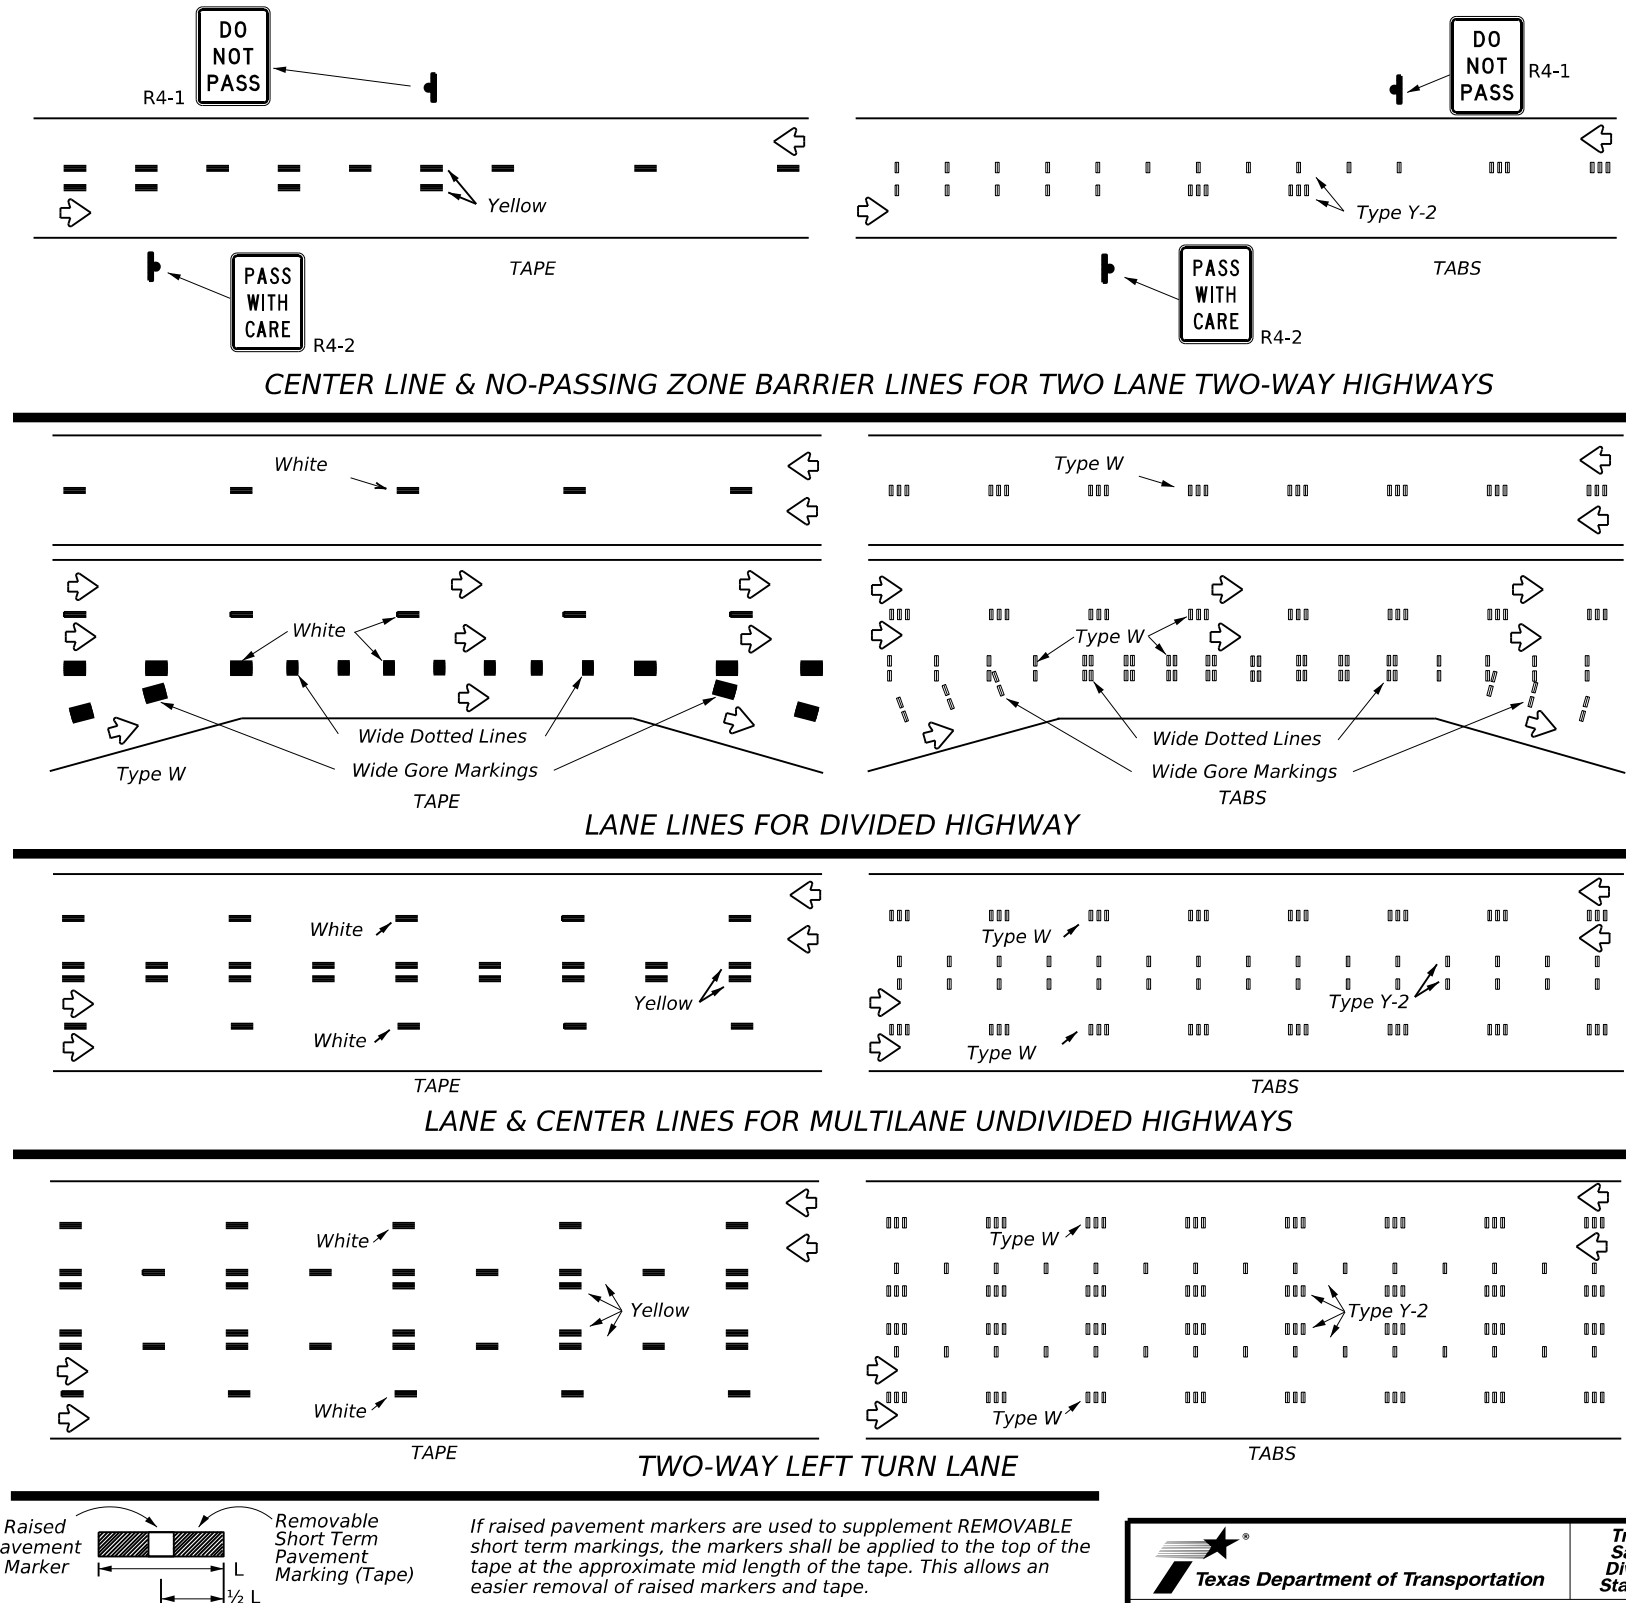 DO
NOT
PASS
R4-1
DO
NOT
PASS
R4-1
Yellow
Type Y-2
TAPE
TABS
PASS
WITH
CARE
R4-2
PASS
WITH
CARE
R4-2
CENTER LINE & NO-PASSING ZONE BARRIER LINES FOR TWO LANE TWO-WAY HIGHWAYS
White
Type W
White
Type W
Wide Dotted Lines
Wide Gore Markings
Type W
TAPE
Wide Dotted Lines
Wide Gore Markings
TABS
LANE LINES FOR DIVIDED HIGHWAY
White
Yellow
White
TAPE
Type W
Type Y-2
Type W
TABS
LANE & CENTER LINES FOR MULTILANE UNDIVIDED HIGHWAYS
White
Yellow
White
TAPE
Type W
Type Y-2
Type W
TABS
TWO-WAY LEFT TURN LANE
Raised
avement
Marker
Removable
Short Term
Pavement
Marking (Tape)
L
½ L
If raised pavement markers are used to supplement REMOVABLE
short term markings, the markers shall be applied to the top of the
tape at the approximate mid length of the tape. This allows an
easier removal of raised markers and tape.
®
Texas Department of Transportation